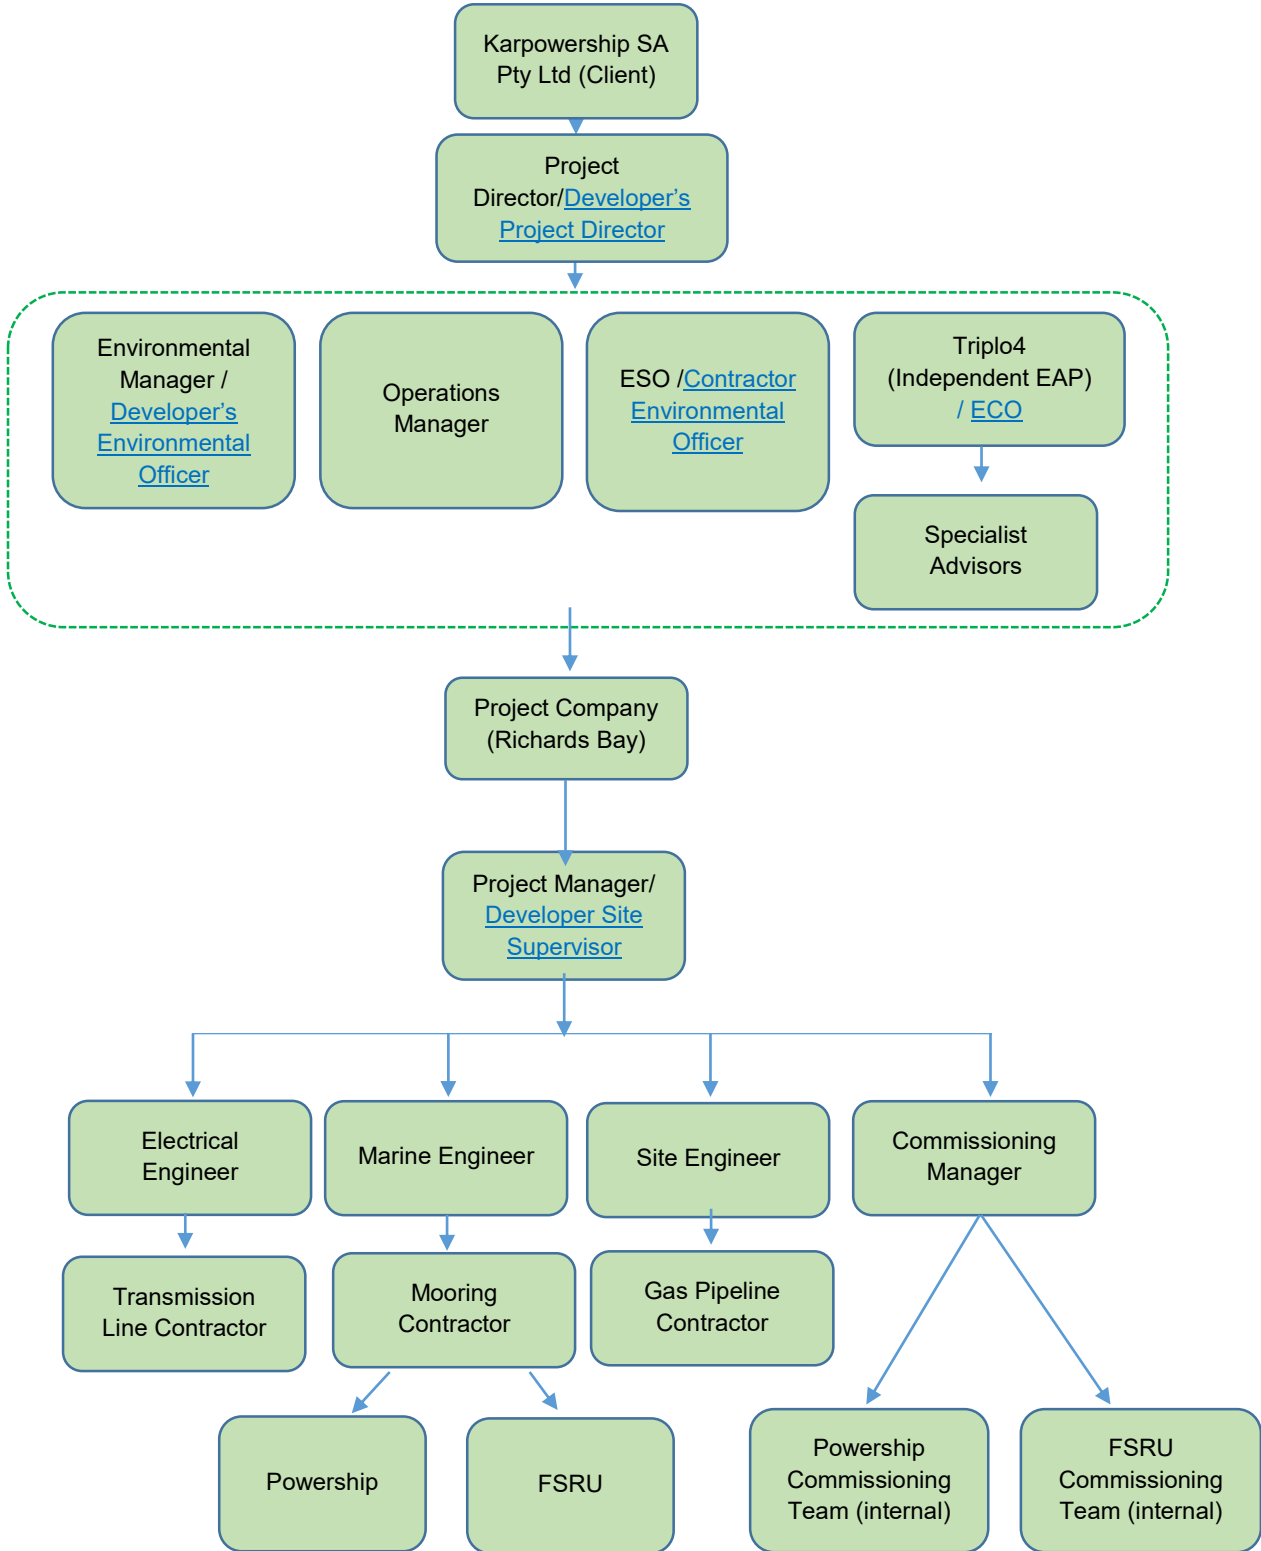 Karpowership SA
Pty Ltd (Client)
Project
Director/Developer’s
Project Director
Environmental
Manager /
Developer’s
Environmental
Officer
Operations
Manager
ESO /Contractor
Environmental
Officer
Triplo4
(Independent EAP)
/ ECO
Specialist
Advisors
Project Company
(Richards Bay)
Project Manager/
Developer Site
Supervisor
Electrical
Engineer
Marine Engineer
Site Engineer
Commissioning
Manager
Transmission
Line Contractor
Mooring
Contractor
Gas Pipeline
Contractor
Powership
FSRU
Powership
Commissioning
Team (internal)
FSRU
Commissioning
Team (internal)